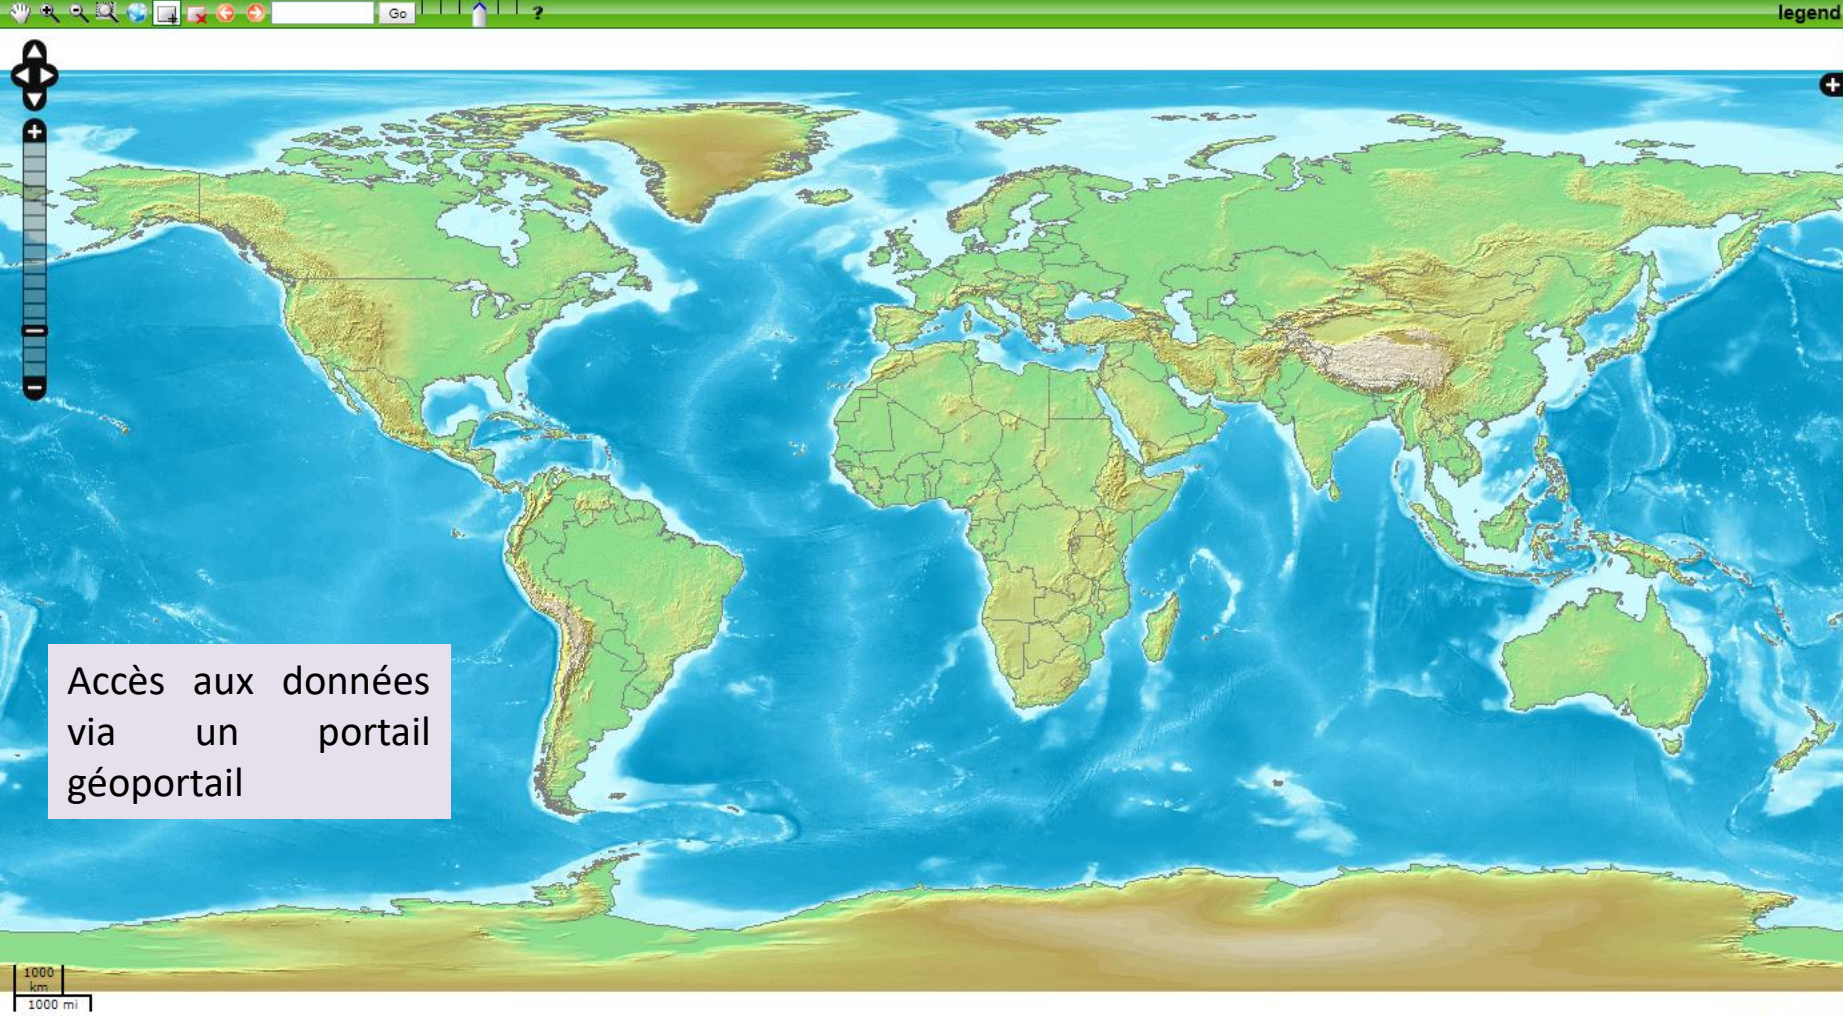 Go
?
legend
Accès aux données
via un portail
géoportail
1000
km
1000 mi